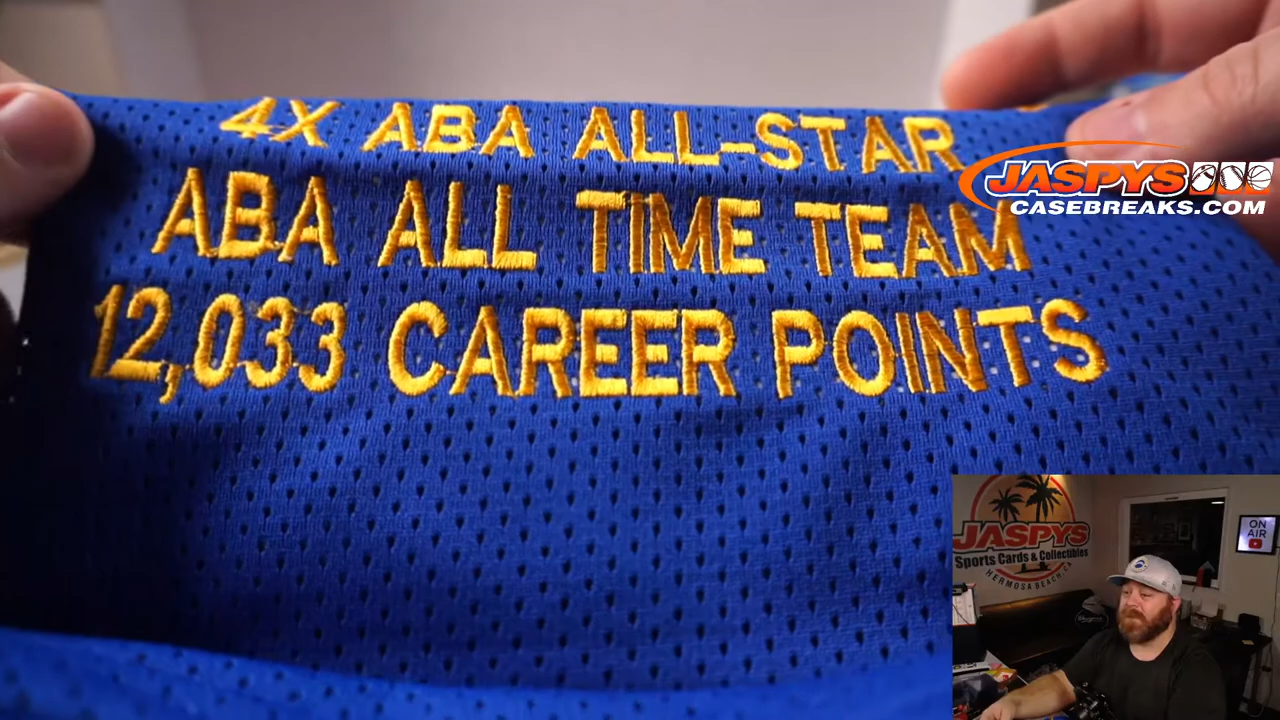 4X ABA ALL-STAR
ABA ALL TIME TEAM
12,033 CAREER POINTS
JASPYS
CASEBREAKS.COM
JASPYS
Sports Cards & Collectibles
HERMOSA BEACH, CA
ON
AIR